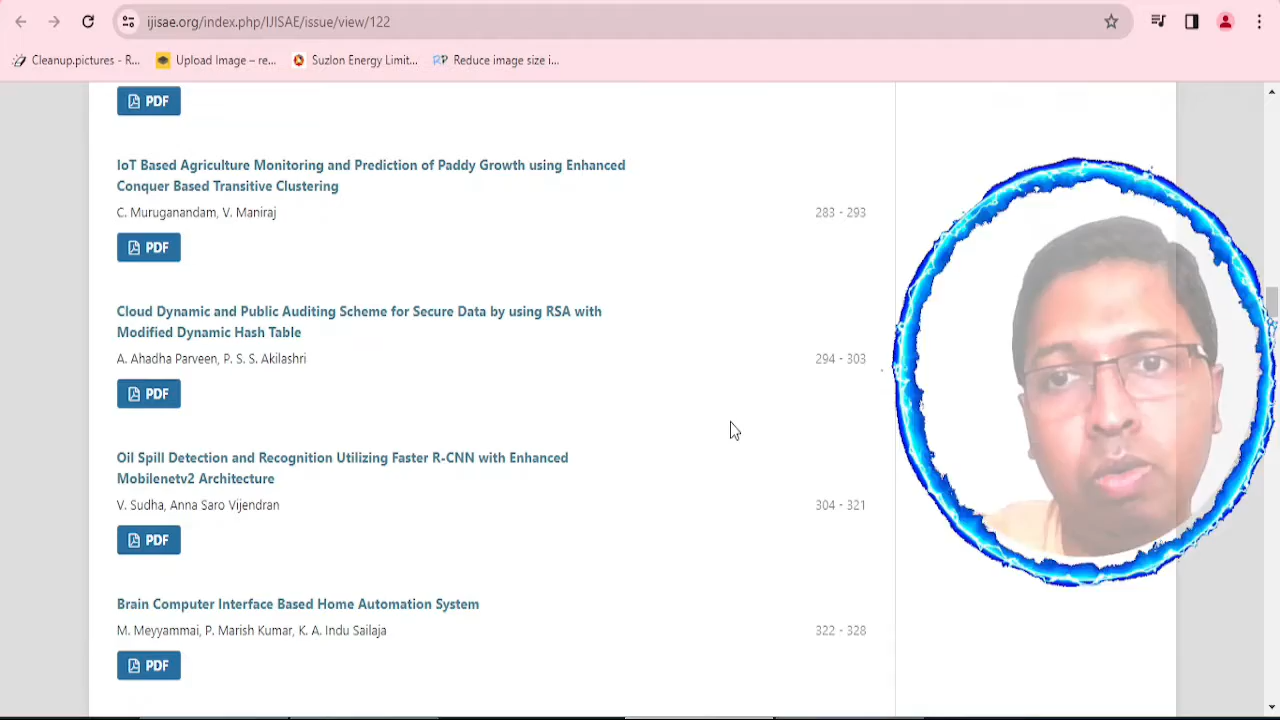 ijisae.org/index.php/IJISAE/issue/view/122
Cleanup.pictures - R... Upload Image – re... Suzlon Energy Limit... RP Reduce image size i...
PDF
IoT Based Agriculture Monitoring and Prediction of Paddy Growth using Enhanced
Conquer Based Transitive Clustering
C. Muruganandam, V. Maniraj 283 - 293
PDF
Cloud Dynamic and Public Auditing Scheme for Secure Data by using RSA with
Modified Dynamic Hash Table
A. Ahadha Parveen, P. S. S. Akilashri 294 - 303
PDF
Oil Spill Detection and Recognition Utilizing Faster R-CNN with Enhanced
Mobilenetv2 Architecture
V. Sudha, Anna Saro Vijendran 304 - 321
PDF
Brain Computer Interface Based Home Automation System
M. Meyyammai, P. Marish Kumar, K. A. Indu Sailaja 322 - 328
PDF